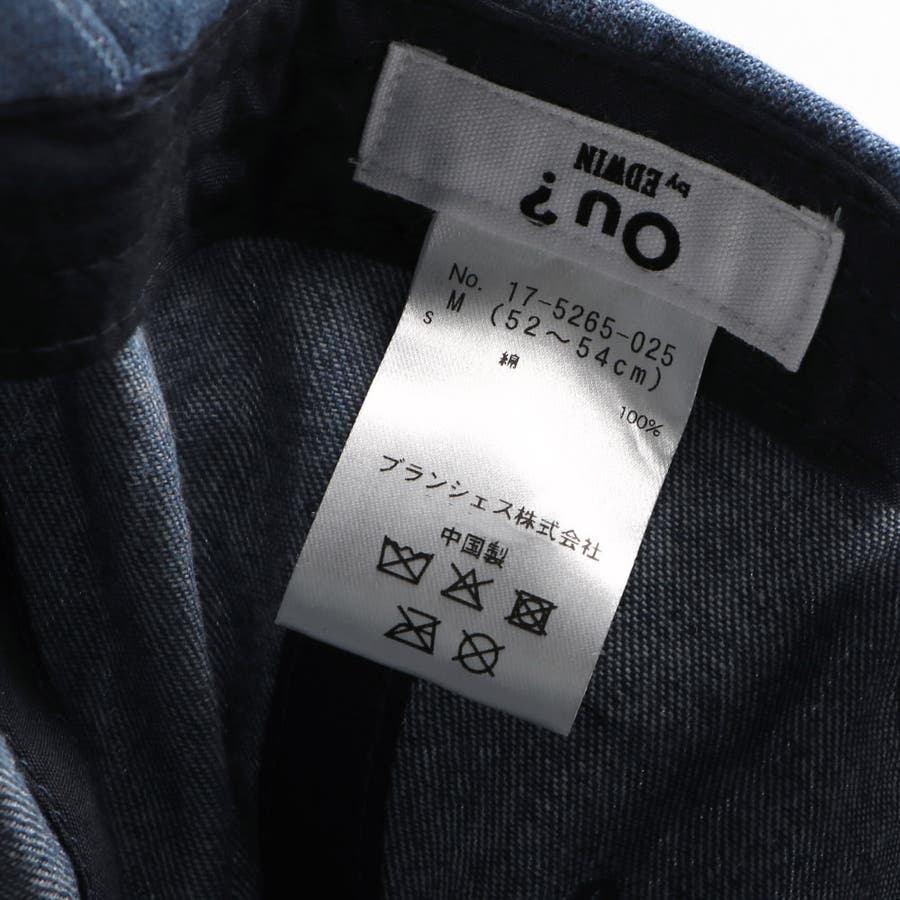 Ou?
by EDWIN
No. 17-5265-025
M (52～54cm)
s
綿 100%
ブランシェス株式会社
中国製